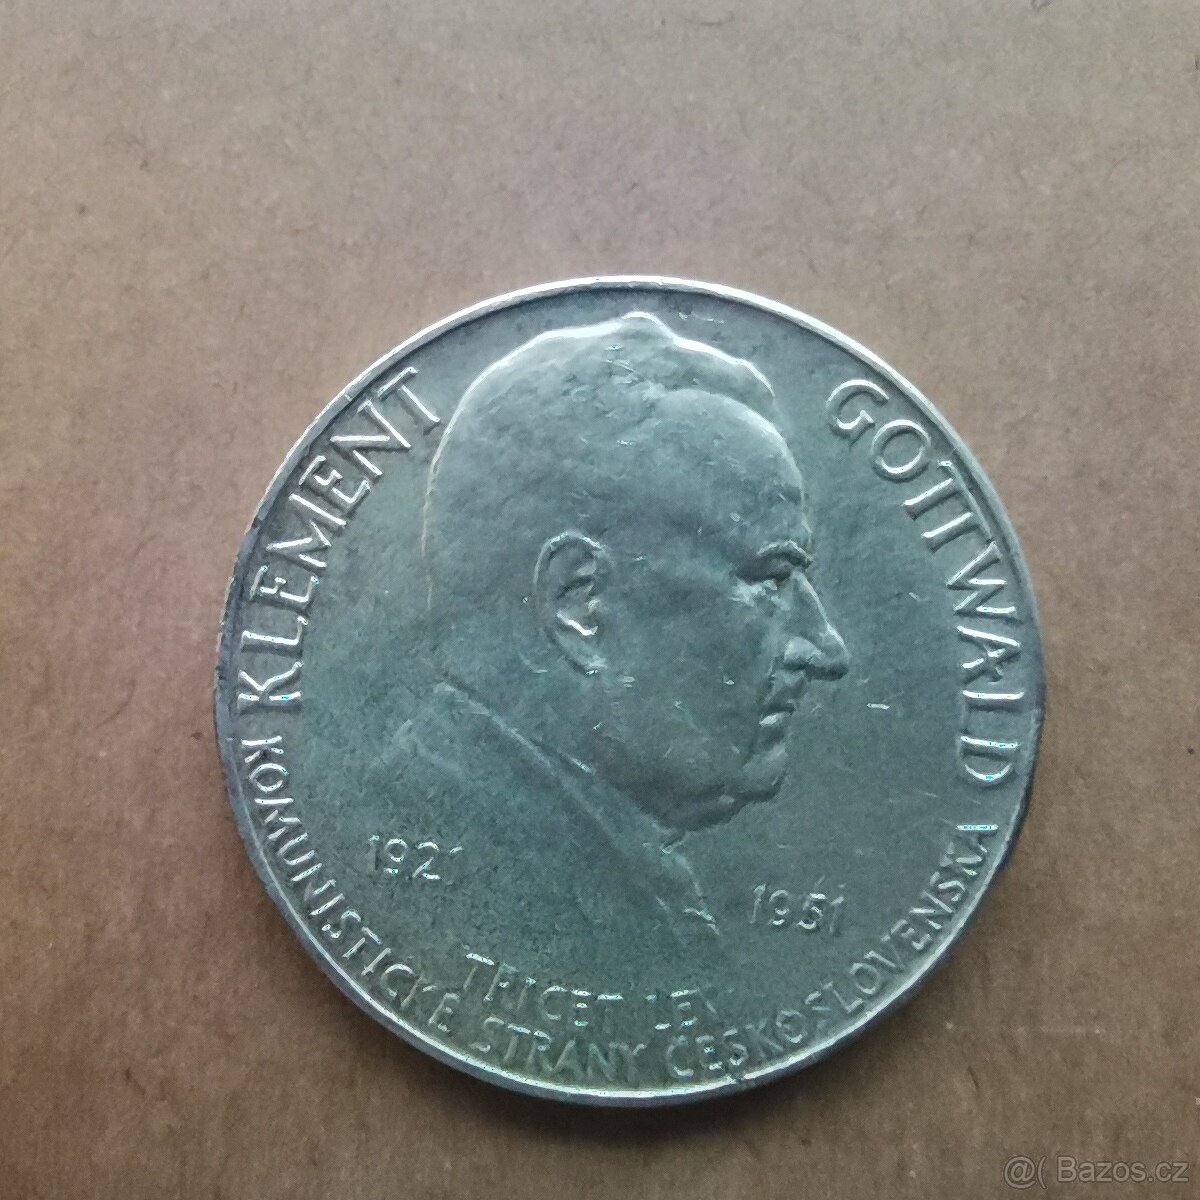 KLEMENT GOTTWALD
1921 1951
TŘICET LET
KOMUNISTICKÉ STRANY ČESKOSLOVENSKA
@( Bazos.cz